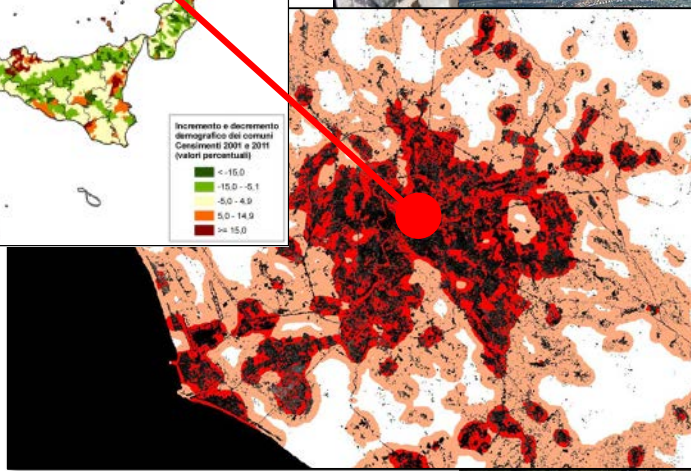 Incremento e decremento
demografico dei comuni
Censimenti 2001 e 2011
(valori percentuali)
< -15,0
-15,0 - -5,1
-5,0 - 4,9
5,0 - 14,9
>= 15,0